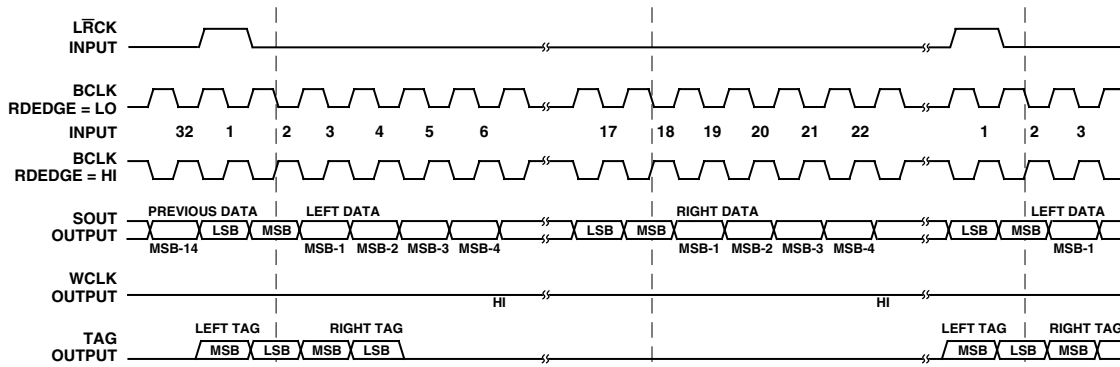 LRCK
INPUT
BCLK
RDEDGE = LO
INPUT 32 1 2 3 4 5 6 17 18 19 20 21 22 1 2 3
BCLK
RDEDGE = HI
PREVIOUS DATA LEFT DATA RIGHT DATA LEFT DATA
SOUT
OUTPUT
LSB MSB LSB MSB LSB MSB
MSB-14 MSB-1 MSB-2 MSB-3 MSB-4 MSB-1 MSB-2 MSB-3 MSB-4 MSB-1
WCLK
OUTPUT
HI HI
LEFT TAG RIGHT TAG LEFT TAG RIGHT TAG
TAG
OUTPUT
MSB LSB MSB LSB MSB LSB MSB